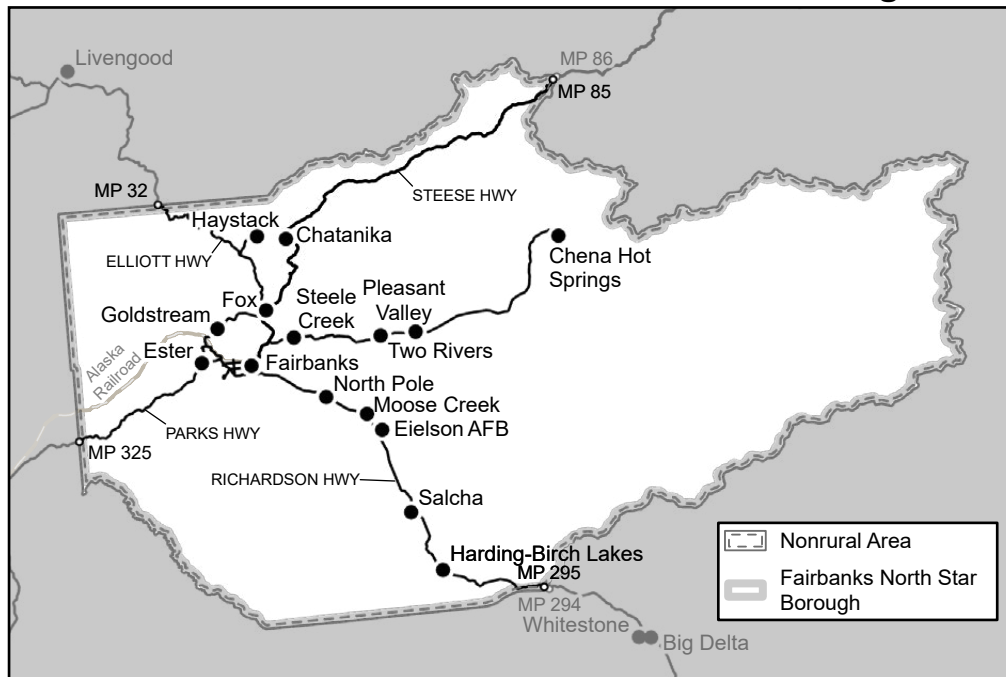 Livengood
MP 86
MP 85
MP 32
STEESE HWY
Haystack
Chatanika
ELLIOTT HWY
Chena Hot
Springs
Fox
Steele
Creek
Pleasant
Valley
Goldstream
Two Rivers
Ester
Fairbanks
Alaska
Railroad
North Pole
Moose Creek
Eielson AFB
PARKS HWY
MP 325
RICHARDSON HWY
Salcha
Harding-Birch Lakes
MP 295
MP 294
Whitestone
Big Delta
Nonrural Area
Fairbanks North Star
Borough